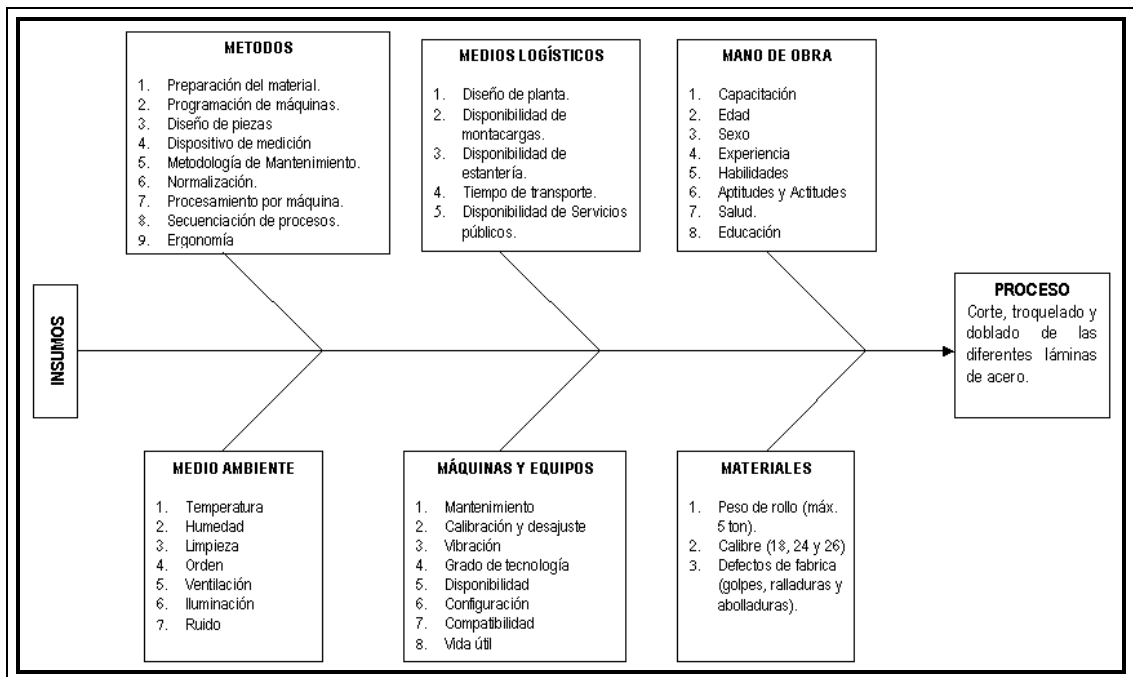 METODOS
1. Preparación del material.
2. Programación de máquinas.
3. Diseño de piezas
4. Dispositivo de medición
5. Metodología de Mantenimiento.
6. Normalización.
7. Procesamiento por máquina.
8. Secuenciación de procesos.
9. Ergonomía
MEDIOS LOGÍSTICOS
1. Diseño de planta.
2. Disponibilidad de
montacargas.
3. Disponibilidad de
estantería.
4. Tiempo de transporte.
5. Disponibilidad de Servicios
públicos.
MANO DE OBRA
1. Capacitación
2. Edad
3. Sexo
4. Experiencia
5. Habilidades
6. Aptitudes y Actitudes
7. Salud.
8. Educación
INSUMOS
PROCESO
Corte, troquelado y
doblado de las
diferentes láminas
de acero.
MEDIO AMBIENTE
1. Temperatura
2. Humedad
3. Limpieza
4. Orden
5. Ventilación
6. Iluminación
7. Ruido
MÁQUINAS Y EQUIPOS
1. Mantenimiento
2. Calibración y desajuste
3. Vibración
4. Grado de tecnología
5. Disponibilidad
6. Configuración
7. Compatibilidad
8. Vida útil
MATERIALES
1. Peso de rollo (máx.
5 ton).
2. Calibre (18, 24 y 26)
3. Defectos de fabrica
(golpes, ralladuras y
abolladuras).